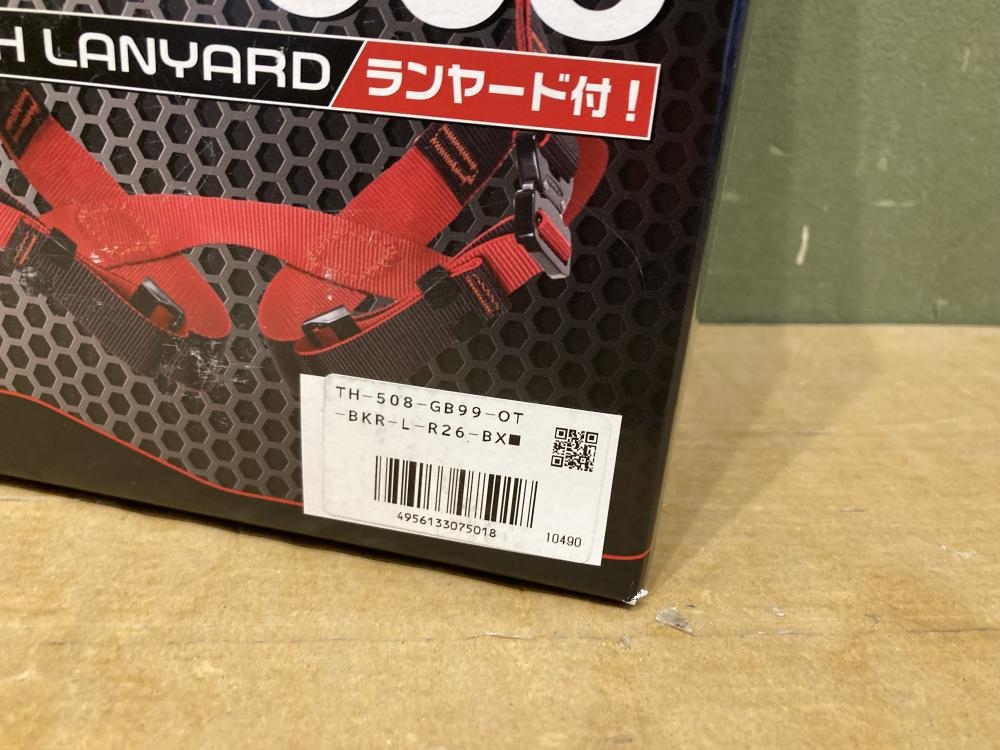 H LANYARD ランヤード付！
TH-508-GB99-OT
-BKR-L-R26-BX■
4956133075018
10490